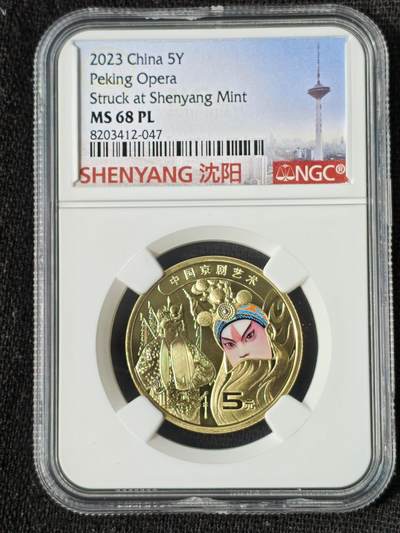 2023 China 5Y
Peking Opera
Struck at Shenyang Mint
MS 68 PL
8203412-047
SHENYANG 沈阳
NGC®
中国京剧艺术
5元